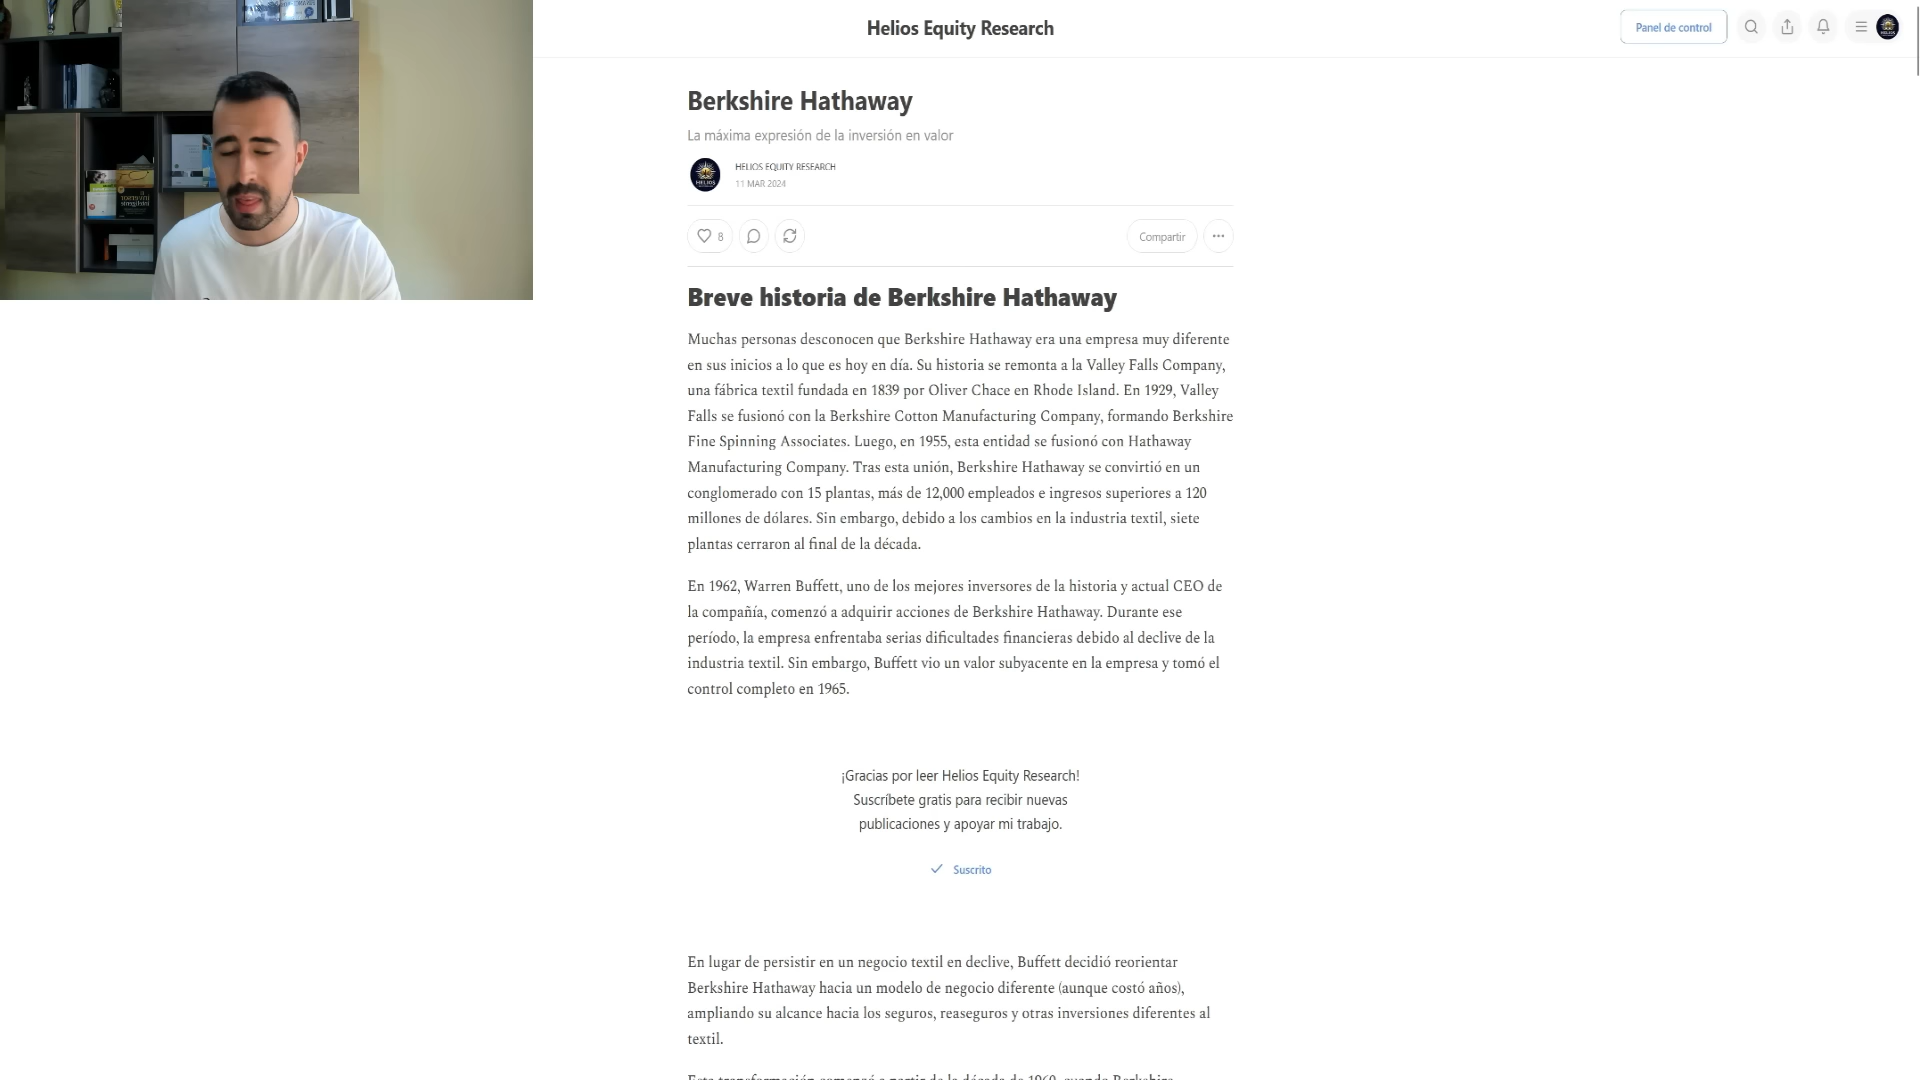 Helios Equity Research
Panel de control
Berkshire Hathaway
La máxima expresión de la inversión en valor
HELIOS EQUITY RESEARCH
11 MAR 2024
8
Compartir
Breve historia de Berkshire Hathaway
Muchas personas desconocen que Berkshire Hathaway era una empresa muy diferente
en sus inicios a lo que es hoy en día. Su historia se remonta a la Valley Falls Company,
una fábrica textil fundada en 1839 por Oliver Chace en Rhode Island. En 1929, Valley
Falls se fusionó con la Berkshire Cotton Manufacturing Company, formando Berkshire
Fine Spinning Associates. Luego, en 1955, esta entidad se fusionó con Hathaway
Manufacturing Company. Tras esta unión, Berkshire Hathaway se convirtió en un
conglomerado con 15 plantas, más de 12,000 empleados e ingresos superiores a 120
millones de dólares. Sin embargo, debido a los cambios en la industria textil, siete
plantas cerraron al final de la década.
En 1962, Warren Buffett, uno de los mejores inversores de la historia y actual CEO de
la compañía, comenzó a adquirir acciones de Berkshire Hathaway. Durante ese
período, la empresa enfrentaba serias dificultades financieras debido al declive de la
industria textil. Sin embargo, Buffett vio un valor subyacente en la empresa y tomó el
control completo en 1965.
¡Gracias por leer Helios Equity Research!
Suscríbete gratis para recibir nuevas
publicaciones y apoyar mi trabajo.
Suscrito
En lugar de persistir en un negocio textil en declive, Buffett decidió reorientar
Berkshire Hathaway hacia un modelo de negocio diferente (aunque costó años),
ampliando su alcance hacia los seguros, reaseguros y otras inversiones diferentes al
textil.
Esta transformación comenzó a partir de la década de 1960, cuando Berkshire